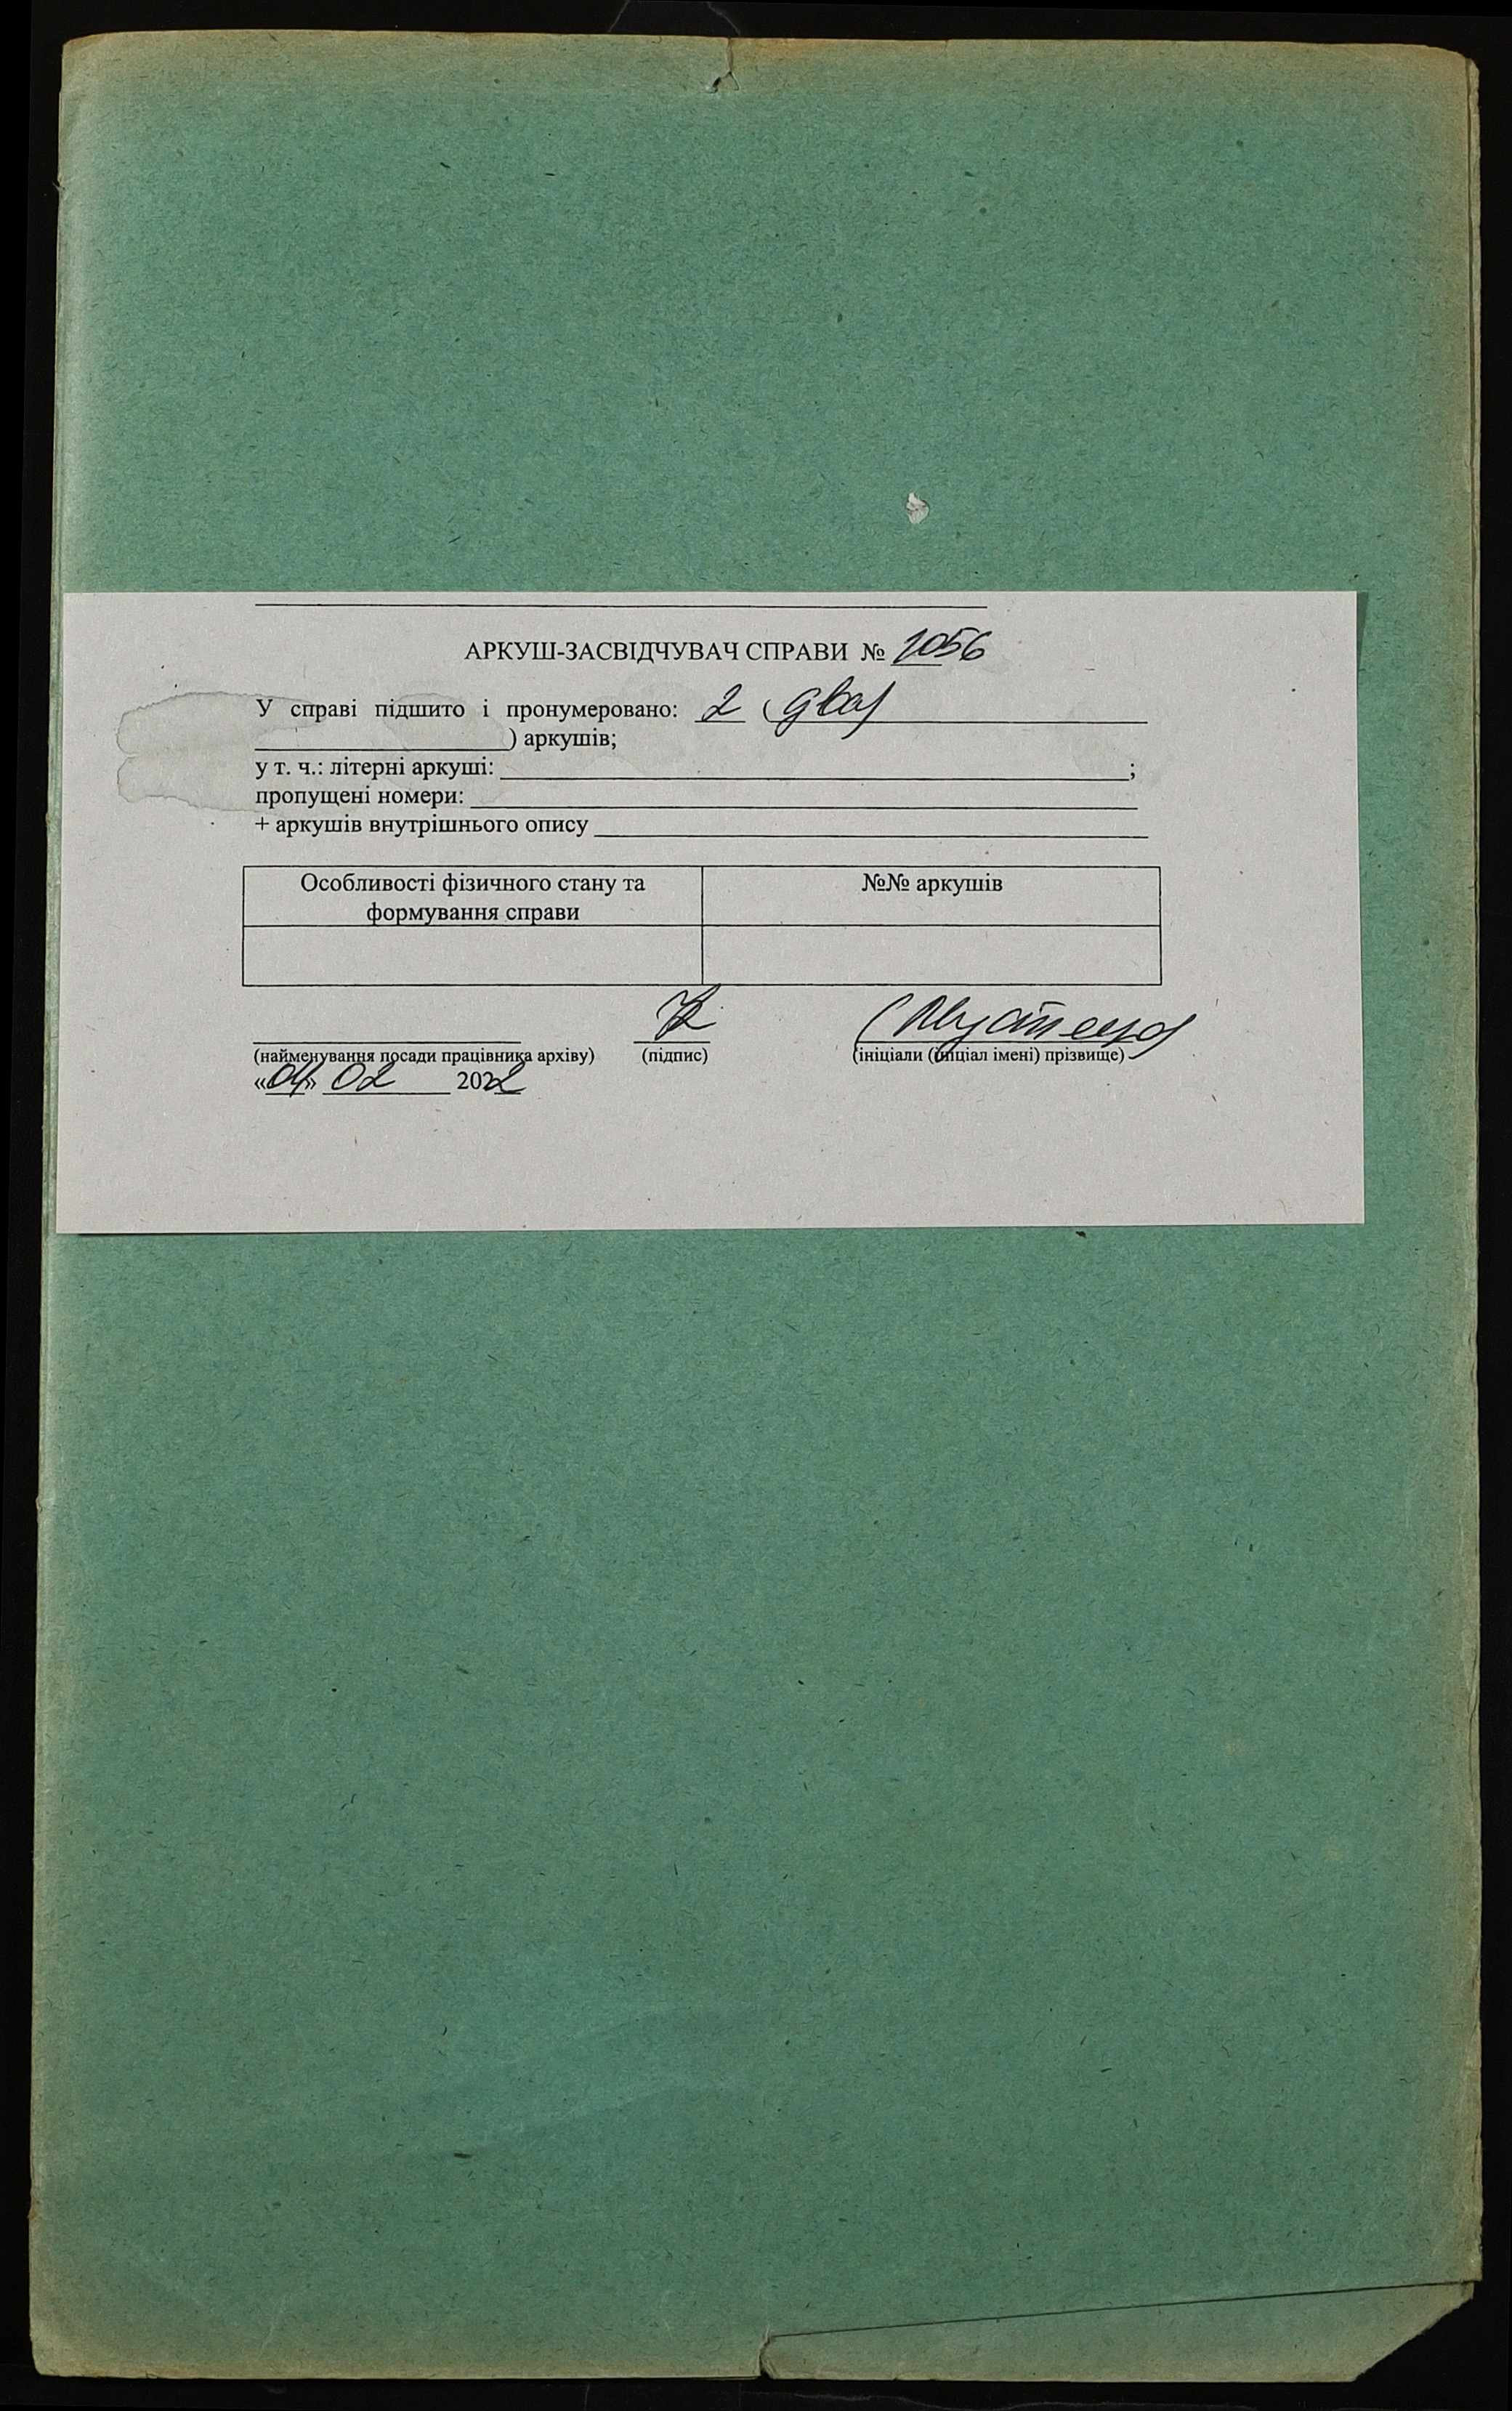 АРКУШ-ЗАСВІДЧУВАЧ СПРАВИ № 1056
У справі підшито і пронумеровано: 2 (два)
) аркушів;
у т. ч.: літерні аркуші: ;
пропущені номери:
+ аркушів внутрішнього опису
Особливості фізичного стану та
формування справи
№№ аркушів
(найменування посади працівника архіву) (підпис) (ініціали (ініціал імені) прізвище)
«04» 02 2022